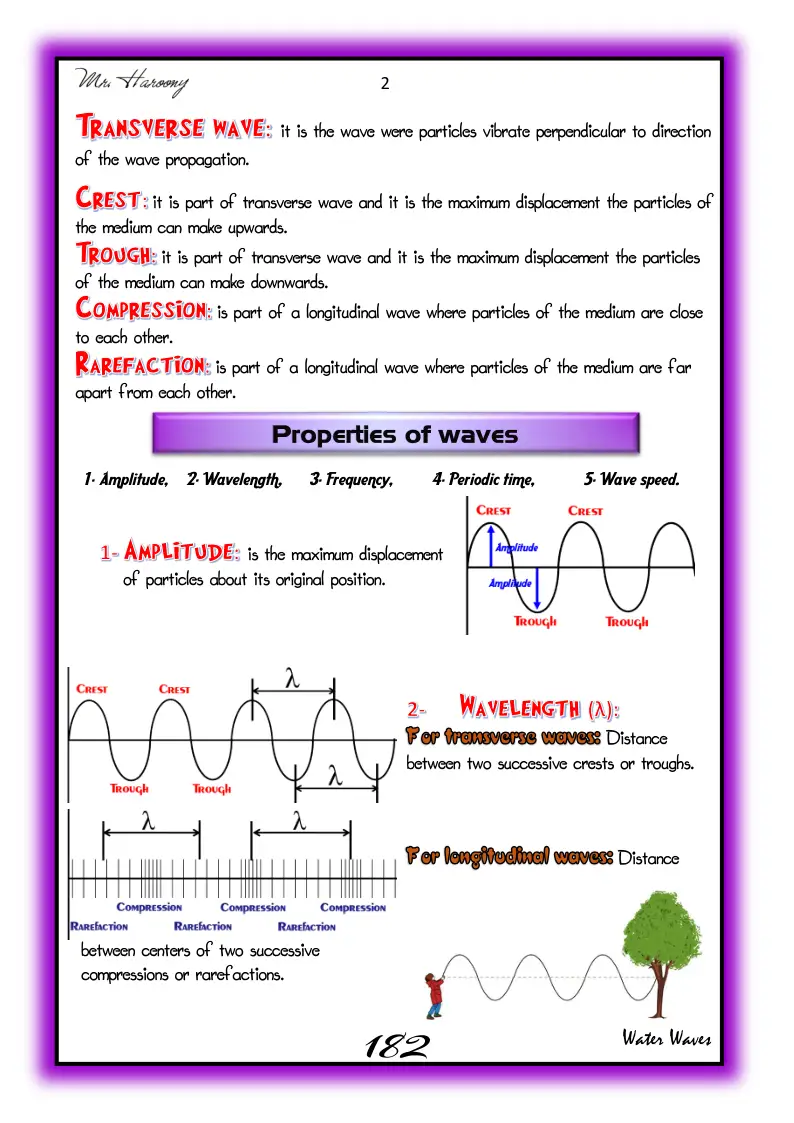 Mr. Haroony
2
TRANSVERSE WAVE: it is the wave were particles vibrate perpendicular to direction
of the wave propagation.
CREST: it is part of transverse wave and it is the maximum displacement the particles of
the medium can make upwards.
TROUGH: it is part of transverse wave and it is the maximum displacement the particles
of the medium can make downwards.
COMPRESSION: is part of a longitudinal wave where particles of the medium are close
to each other.
RAREFACTION: is part of a longitudinal wave where particles of the medium are far
apart from each other.
Properties of waves
1. Amplitude, 2. Wavelength, 3. Frequency, 4. Periodic time, 5. Wave speed.
CREST CREST
Amplitude
Amplitude
TROUGH TROUGH
1- AMPLITUDE: is the maximum displacement
of particles about its original position.
λ
CREST CREST
λ
TROUGH TROUGH
2- WAVELENGTH (λ):
For transverse waves: Distance
between two successive crests or troughs.
λ λ
COMPRESSION COMPRESSION COMPRESSION
RAREFACTION RAREFACTION RAREFACTION
For longitudinal waves: Distance
between centers of two successive
compressions or rarefactions.
182
Water Waves